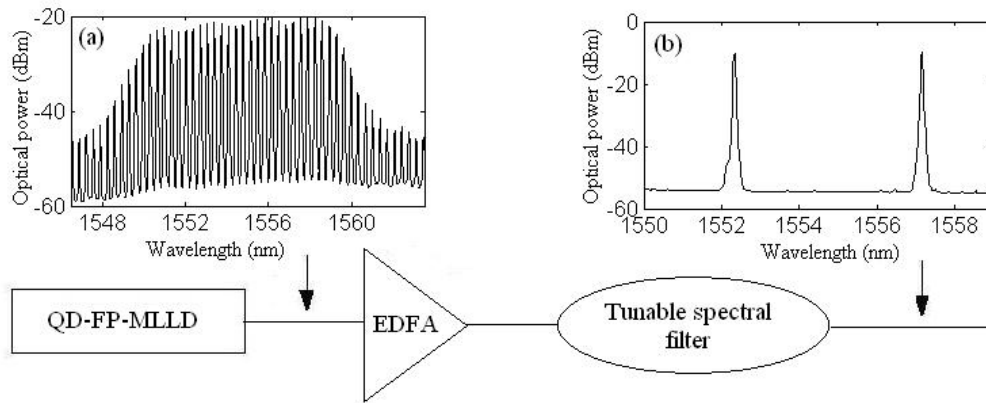 (a)
Optical power (dBm)
-20
-40
-60
1548
1552
1556
1560
Wavelength (nm)
(b)
Optical power (dBm)
0
-20
-40
-60
1550
1552
1554
1556
1558
Wavelength (nm)
QD-FP-MLLD
EDFA
Tunable spectral
filter